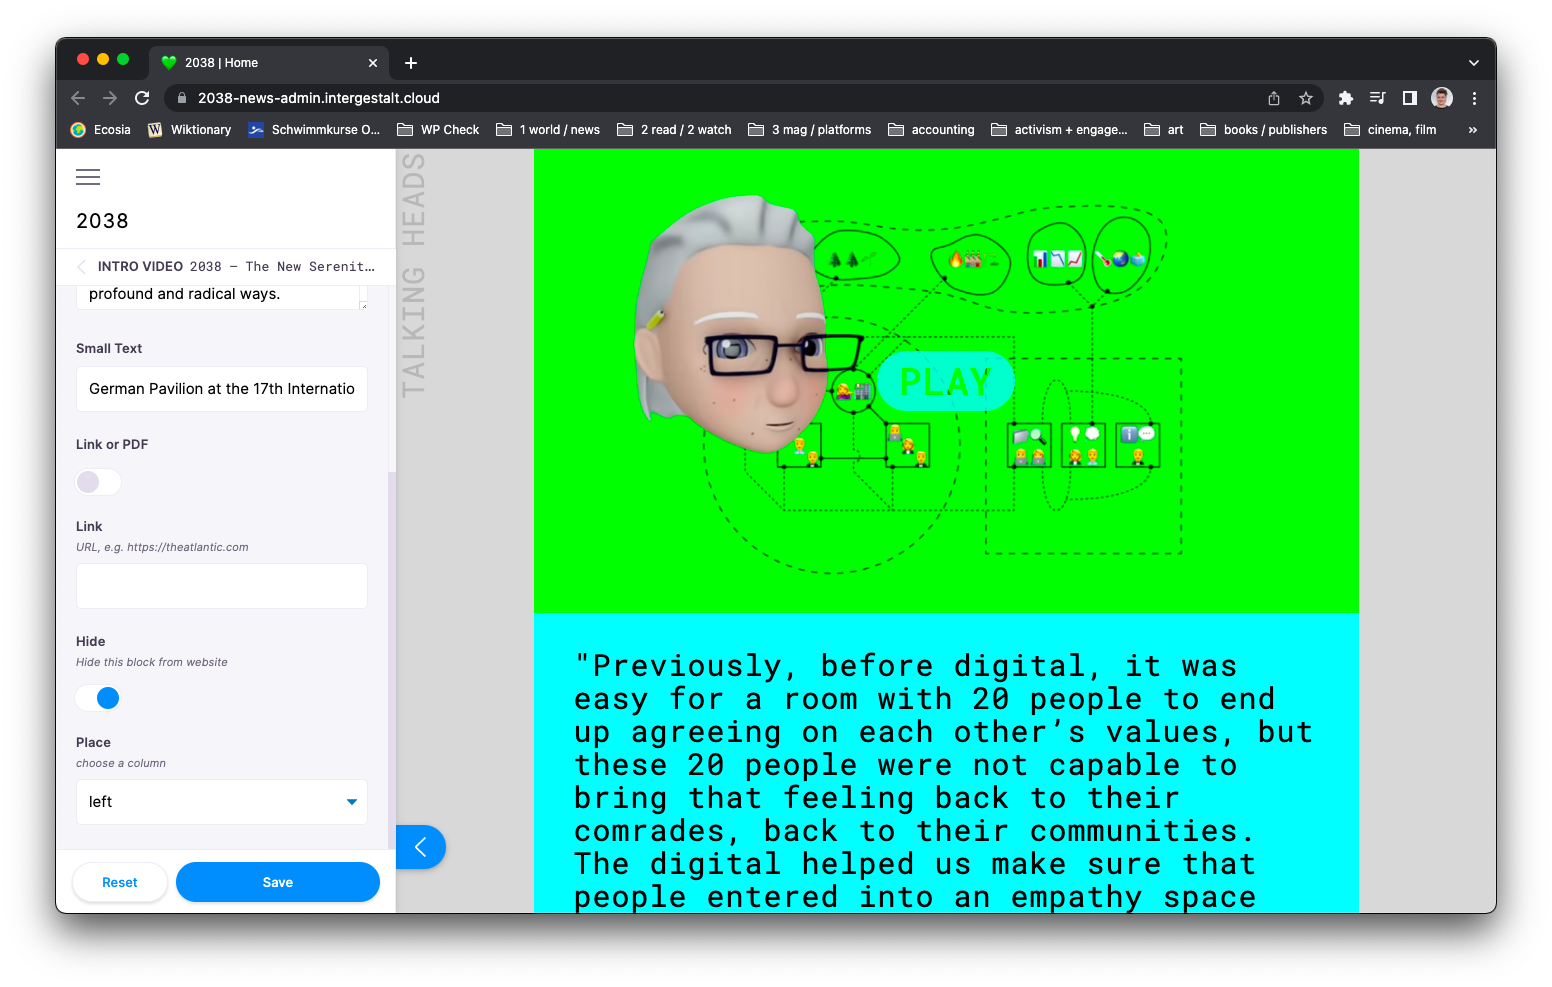 2038 | Home
2038-news-admin.intergestalt.cloud
Ecosia
Wiktionary
Schwimmkurse O...
WP Check
1 world / news
2 read / 2 watch
3 mag / platforms
accounting
activism + engage...
art
books / publishers
cinema, film
»
2038
INTRO VIDEO 2038 – The New Serenit...
profound and radical ways.
Small Text
German Pavilion at the 17th Internatio
Link or PDF
Link
URL, e.g. https://theatlantic.com
Hide
Hide this block from website
Place
choose a column
left
Reset
Save
TALKING HEADS
PLAY
"Previously, before digital, it was
easy for a room with 20 people to end
up agreeing on each other’s values, but
these 20 people were not capable to
bring that feeling back to their
comrades, back to their communities.
The digital helped us make sure that
people entered into an empathy space